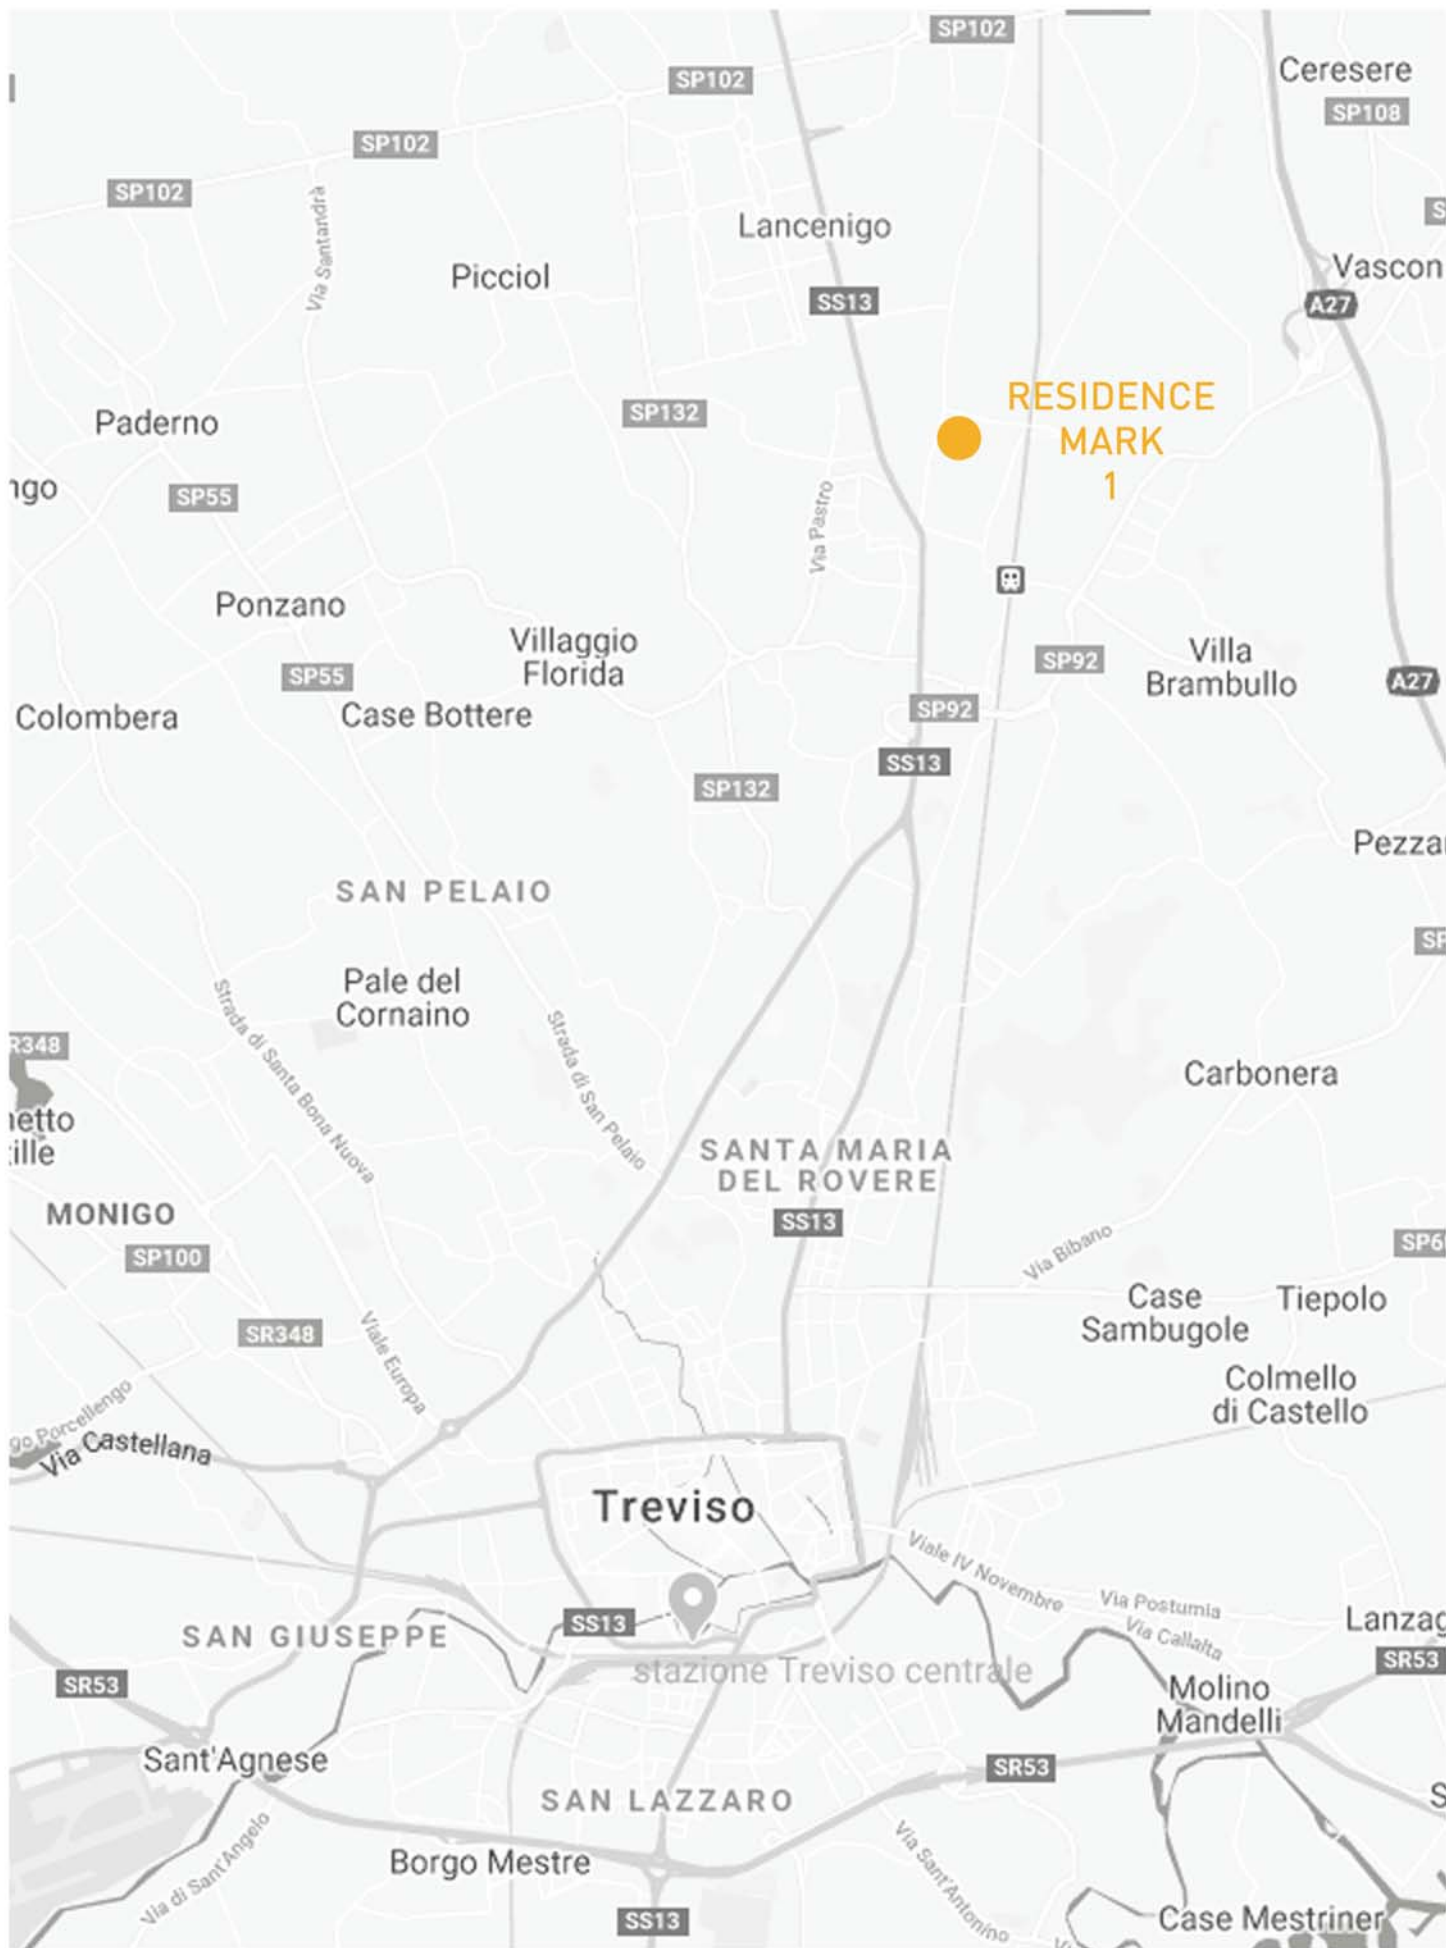 SP102
Ceresere
SP102
SP108
SP102
SP102
Via Santandrà
Lancenigo
Picciol
Vascon
SS13
A27
RESIDENCE
MARK
1
Paderno
SP132
SP55
Via Pastro
Ponzano
Villaggio
Florida
SP92
Villa
Brambullo
SP55
A27
Colombera
Case Bottere
SP92
SS13
SP132
SAN PELAIO
Pale del
Cornaino
Strada di Santa Bona Nuova
Strada di San Pelaio
R348
Carbonera
SANTA MARIA
DEL ROVERE
MONIGO
SS13
SP100
Via Bibano
Case
Sambugole
Tiepolo
SR348
Viale Europa
Colmello
di Castello
go Porcellengo
Via Castellana
Treviso
Viale IV Novembre
Via Postumia
Via Callalta
SS13
SAN GIUSEPPE
stazione Treviso centrale
SR53
SR53
Molino
Mandelli
Sant'Agnese
SR53
SAN LAZZARO
Via di Sant'Angelo
Borgo Mestre
Via Sant'Antonino
SS13
Case Mestriner